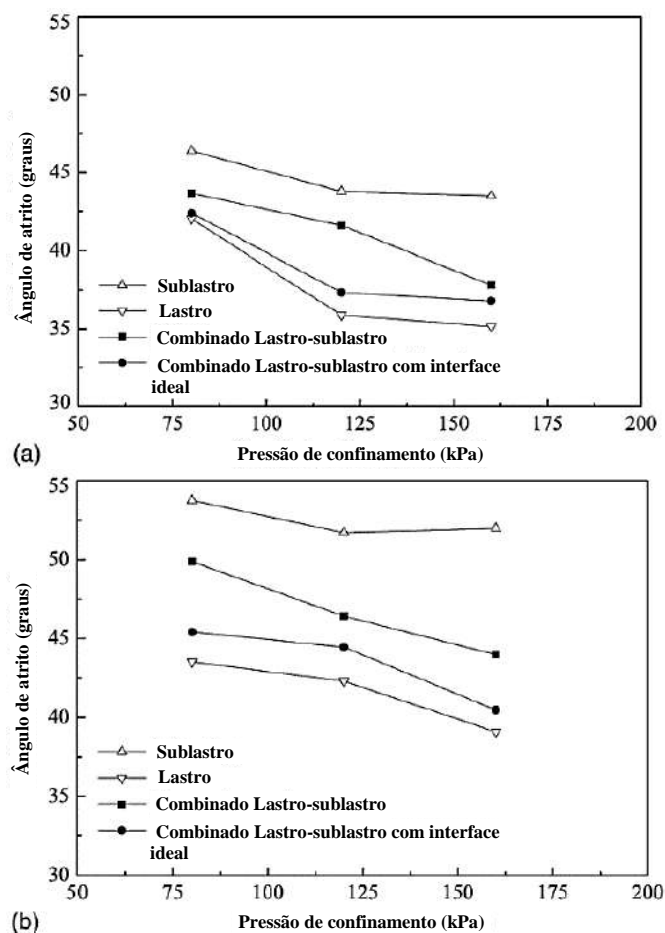 55
50
45
40
35
30
Ângulo de atrito (graus)
Sublastro
Lastro
Combinado Lastro-sublastro
Combinado Lastro-sublastro com interface
ideal
50 75 100 125 150 175 200
(a)
Pressão de confinamento (kPa)
55
50
45
40
35
30
Ângulo de atrito (graus)
Sublastro
Lastro
Combinado Lastro-sublastro
Combinado Lastro-sublastro com interface
ideal
50 75 100 125 150 175 200
(b)
Pressão de confinamento (kPa)